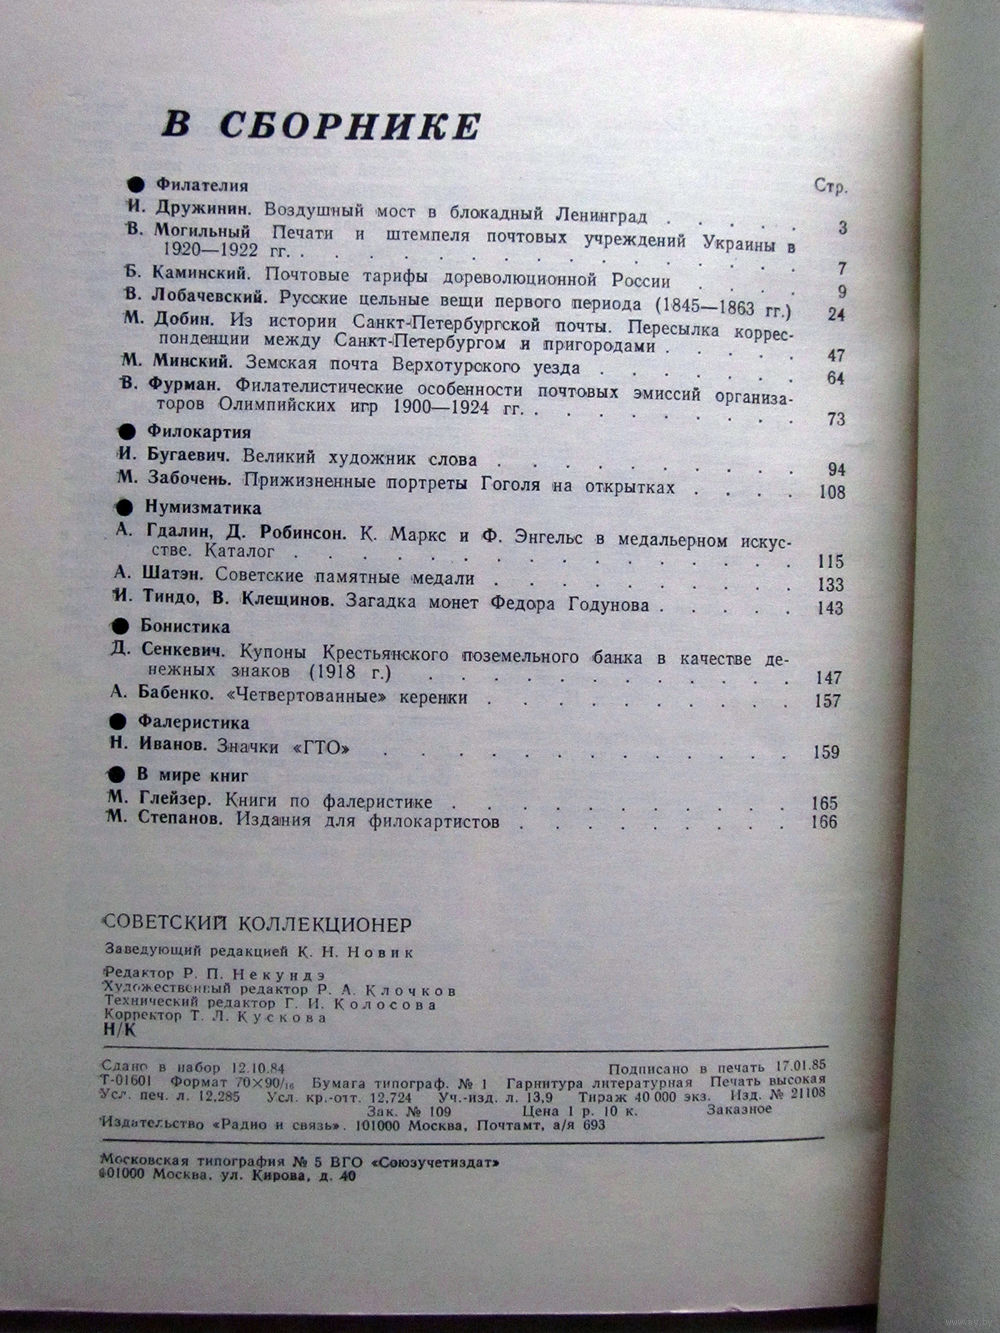 В СБОРНИКЕ
Стр.
● Филателия
И. Дружинин. Воздушный мост в блокадный Ленинград . . . . . 3
В. Могильный Печати и штемпеля почтовых учреждений Украины в
1920—1922 гг. . . . . . . . . . . . . . . . 7
Б. Каминский. Почтовые тарифы дореволюционной России . . . . 9
В. Лобачевский. Русские цельные вещи первого периода (1845—1863 гг.) 24
М. Добин. Из истории Санкт-Петербургской почты. Пересылка коррес-
понденции между Санкт-Петербургом и пригородами . . . . . . 47
М. Минский. Земская почта Верхотурского уезда . . . . . . . 64
В. Фурман. Филателистические особенности почтовых эмиссий организа-
торов Олимпийских игр 1900—1924 гг. . . . . . . . . . 73
● Филокартия
И. Бугаевич. Великий художник слова . . . . . . . . . 94
М. Забочень. Прижизненные портреты Гоголя на открытках . . . . 108
● Нумизматика
А. Гдалин, Д. Робинсон. К. Маркс и Ф. Энгельс в медальерном искус-
стве. Каталог . . . . . . . . . . . . . . 115
А. Шатэн. Советские памятные медали . . . . . . . . . 133
И. Тиндо, В. Клещинов. Загадка монет Федора Годунова . . . . . 143
● Бонистика
Д. Сенкевич. Купоны Крестьянского поземельного банка в качестве де-
нежных знаков (1918 г.) . . . . . . . . . . . 147
А. Бабенко. «Четвертованные» керенки . . . . . . . . . 157
● Фалеристика
Н. Иванов. Значки «ГТО» . . . . . . . . . . . . 159
● В мире книг
М. Глейзер. Книги по фалеристике . . . . . . . . . . 165
М. Степанов. Издания для филокартистов . . . . . . . . 166
СОВЕТСКИЙ КОЛЛЕКЦИОНЕР
Заведующий редакцией К. Н. Новик
Редактор Р. П. Некундэ
Художественный редактор Р. А. Клочков
Технический редактор Г. И. Колосова
Корректор Т. Л. Кускова
Н/К
Сдано в набор 12.10.84 Подписано в печать 17.01.85
Т-01601 Формат 70×90/16 Бумага типограф. № 1 Гарнитура литературная Печать высокая
Усл. печ. л. 12,285 Усл. кр.-отт. 12,724 Уч.-изд. л. 13,9 Тираж 40 000 экз. Изд. № 21108
Зак. № 109 Цена 1 р. 10 к. Заказное
Издательство «Радио и связь». 101000 Москва, Почтамт, а/я 693
Московская типография № 5 ВГО «Союзучетиздат»
101000 Москва, ул. Кирова, д. 40
www.ay.by